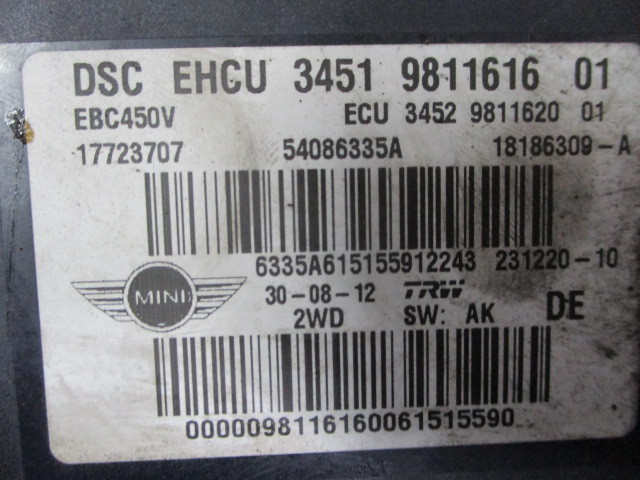 DSC EHCU 3451 9811616 01
EBC450V ECU 3452 9811620 01
17723707 54086335A 18186309-A
6335A615155912243 231220-10
MINI 30-08-12 TRW
2WD SW: AK DE
0000098116160061515590